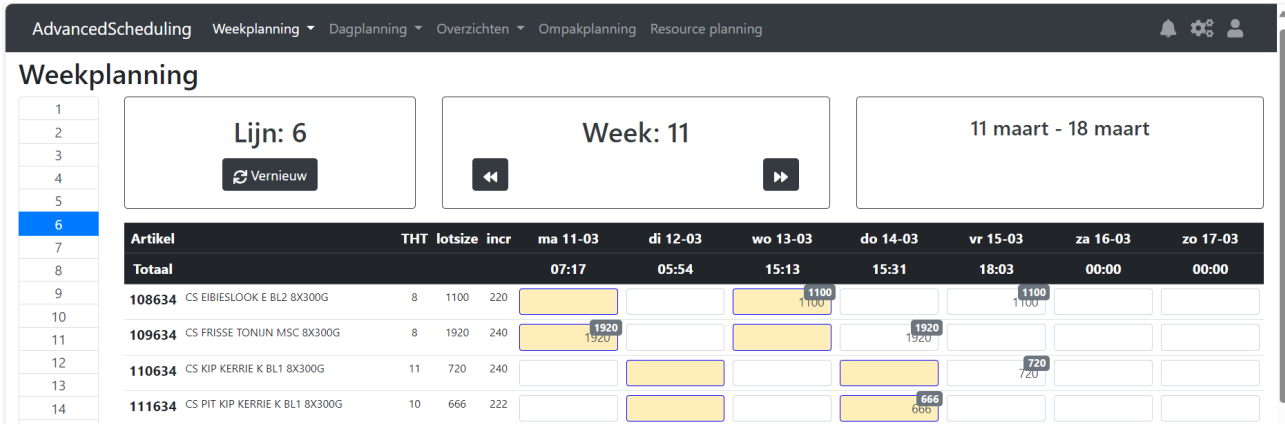 AdvancedScheduling Weekplanning Dagplanning Overzichten Ompakplanning Resource planning
Weekplanning
1
2
3
4
5
6
7
8
9
10
11
12
13
14
Lijn: 6
Vernieuw
Week: 11
11 maart - 18 maart
Artikel THT lotsize incr ma 11-03 di 12-03 wo 13-03 do 14-03 vr 15-03 za 16-03 zo 17-03
Totaal 07:17 05:54 15:13 15:31 18:03 00:00 00:00
108634 CS EIBIESLOOK E BL2 8X300G 8 1100 220 1100 1100 1100 1100
109634 CS FRISSE TONIJN MSC 8X300G 8 1920 240 1920 1920 1920 1920
110634 CS KIP KERRIE K BL1 8X300G 11 720 240 720 720
111634 CS PIT KIP KERRIE K BL1 8X300G 10 666 222 666 666